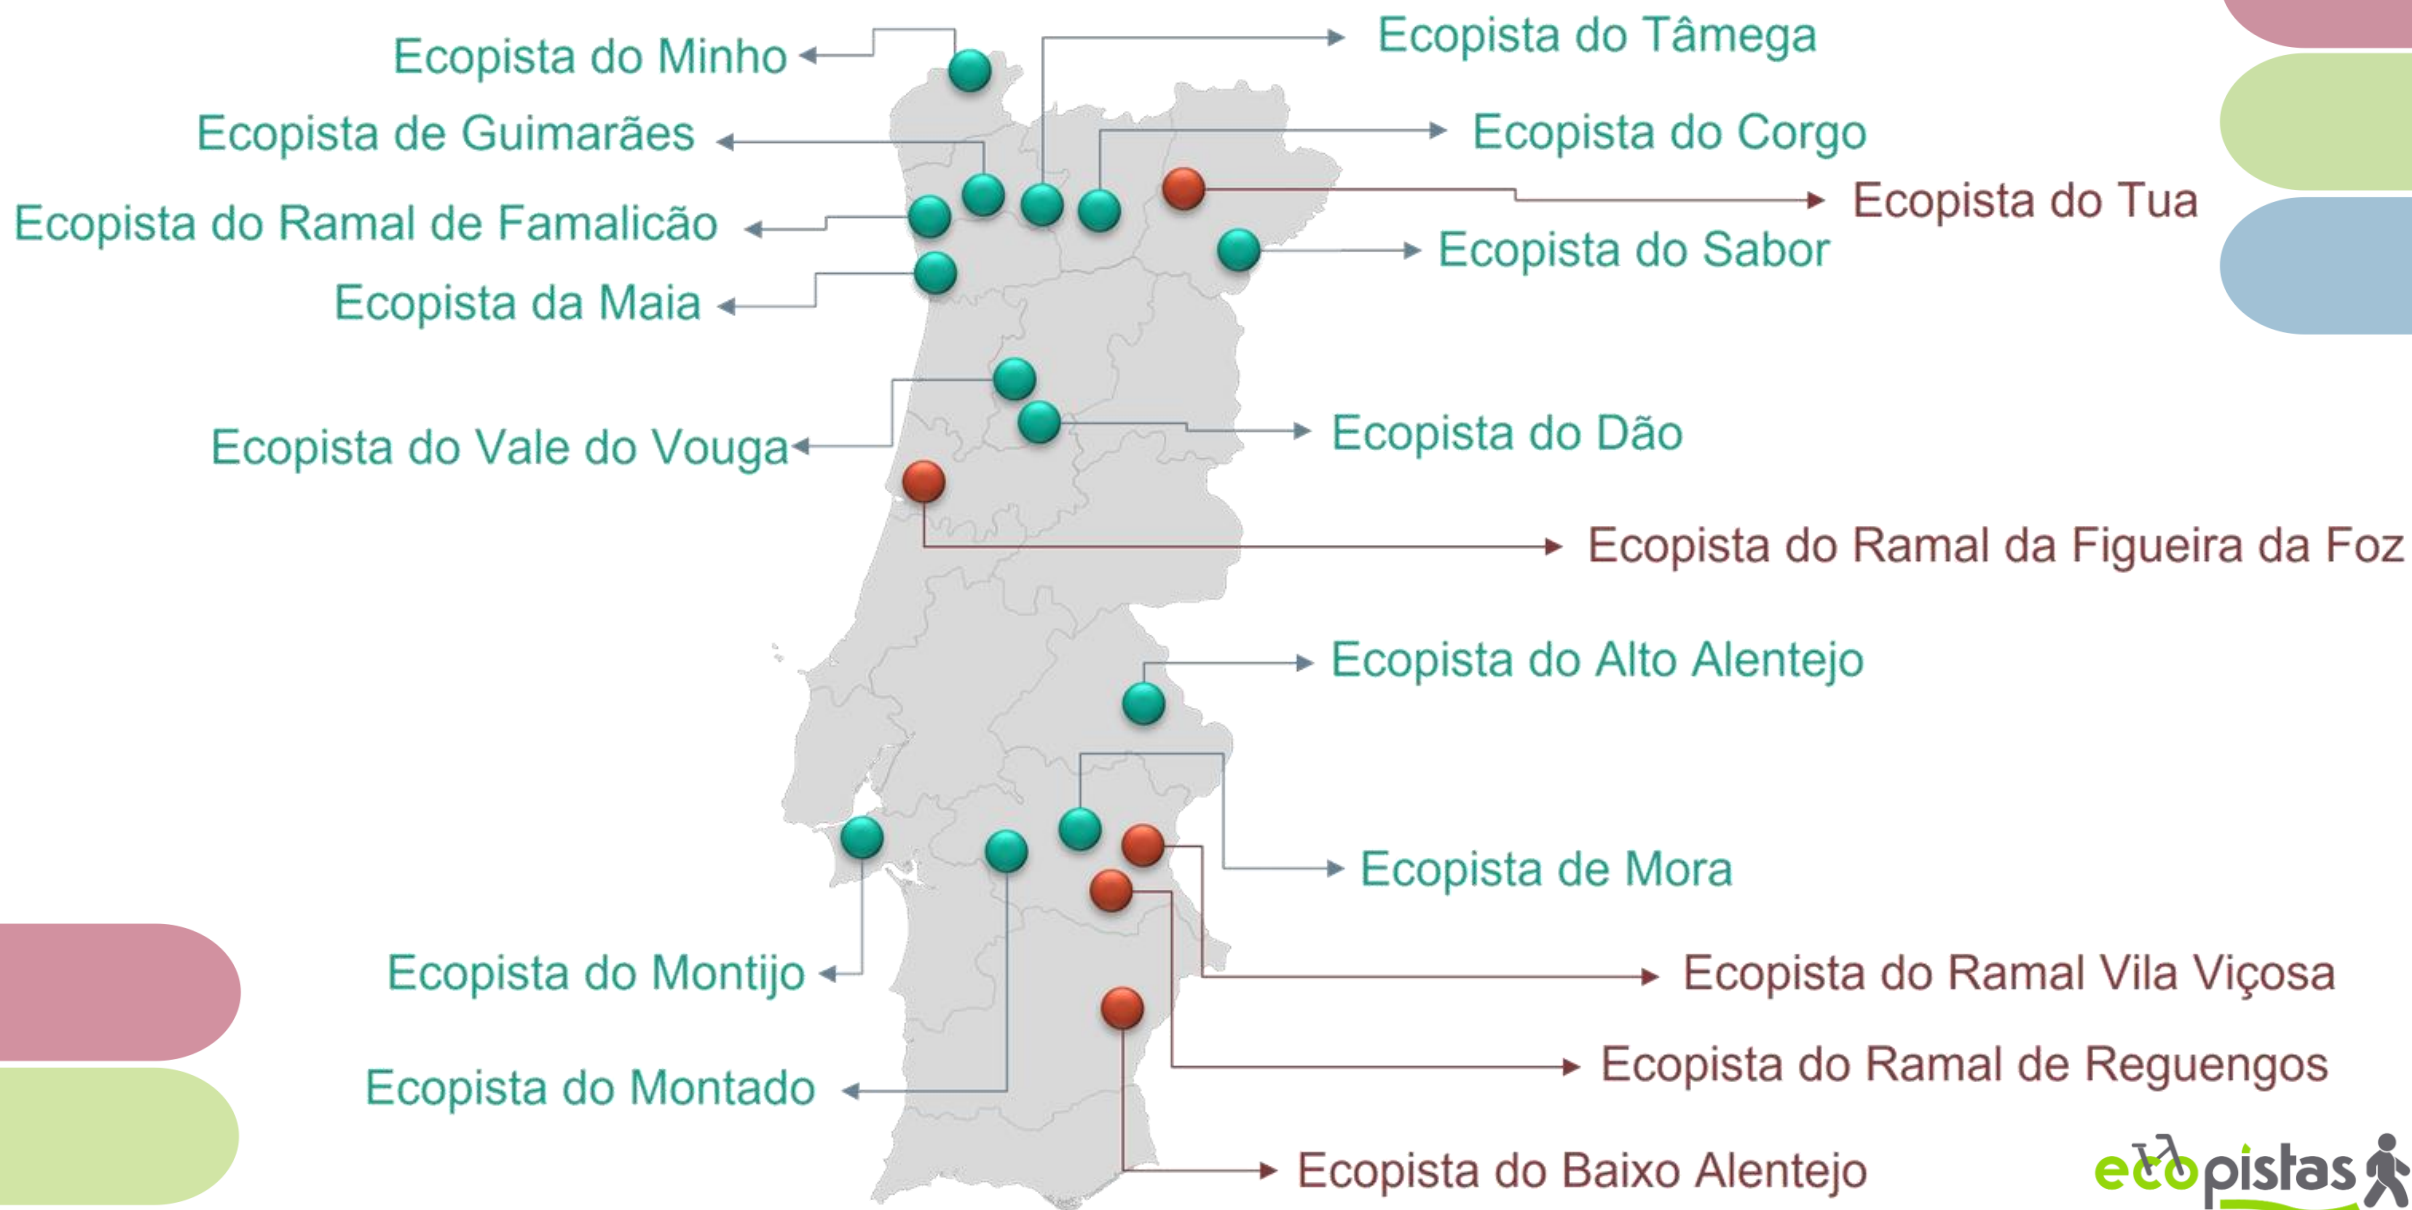 Ecopista do Minho
Ecopista do Tâmega
Ecopista de Guimarães
Ecopista do Corgo
Ecopista do Tua
Ecopista do Ramal de Famalicão
Ecopista do Sabor
Ecopista da Maia
Ecopista do Vale do Vouga
Ecopista do Dão
Ecopista do Ramal da Figueira da Foz
Ecopista do Alto Alentejo
Ecopista de Mora
Ecopista do Montijo
Ecopista do Ramal Vila Viçosa
Ecopista do Ramal de Reguengos
Ecopista do Montado
Ecopista do Baixo Alentejo
ecopistas